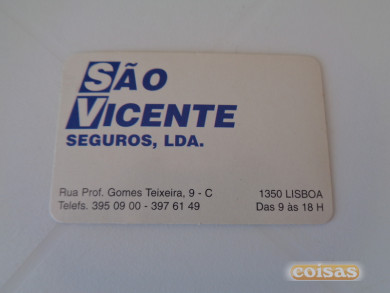 SÃO
VICENTE
SEGUROS, LDA.
Rua Prof. Gomes Teixeira, 9 - C
Telefs. 395 09 00 - 397 61 49
1350 LISBOA
Das 9 às 18 H
coisas